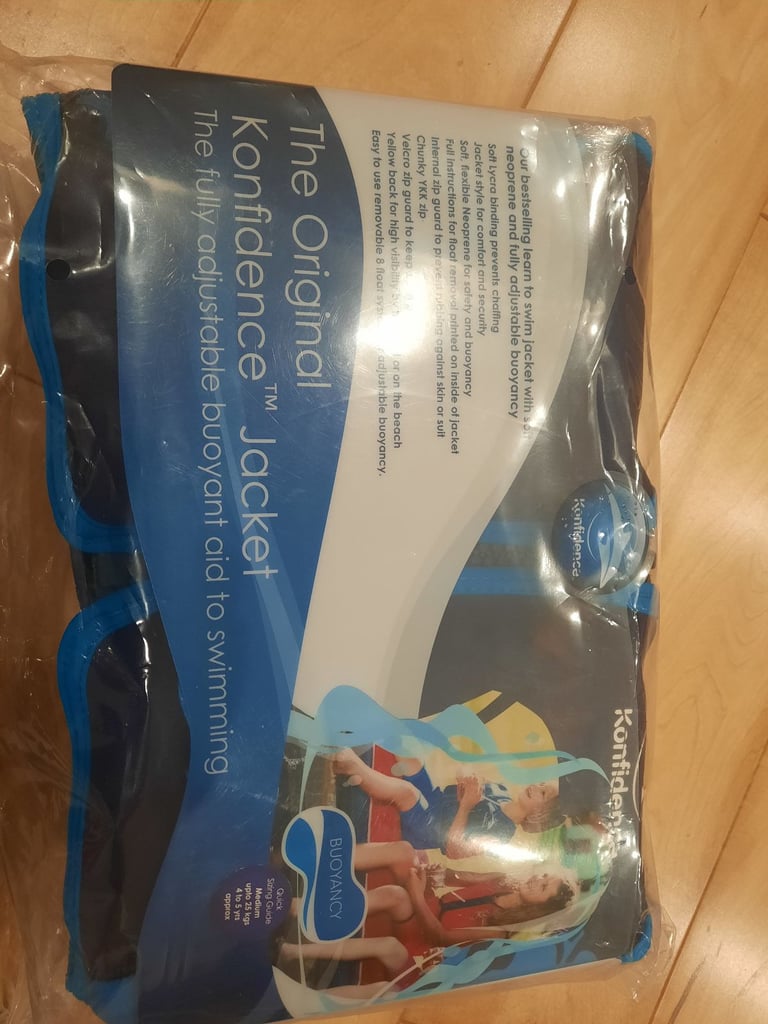 Konfidence
Konfidence
Our bestselling learn to swim jacket with
neoprene and fully adjustable buoyancy
Soft Lycra binding prevents chaffing
Jacket style for comfort and security
Soft, flexible Neoprene for safety and buoyancy
Full instructions for float removal printed on inside of jacket
Internal zip guard to prevent rubbing against skin or suit
Chunky YKK zip
Velcro zip guard to keep
Yellow back for high visibility or on the beach
Easy to use removable 8 float adjustable buoyancy.
The Original
Konfidence™ Jacket
The fully adjustable buoyant aid to swimming
BUOYANCY
Quick
Sizing Guide
Medium
upto 25 kgs
4 to 5 yrs
approx